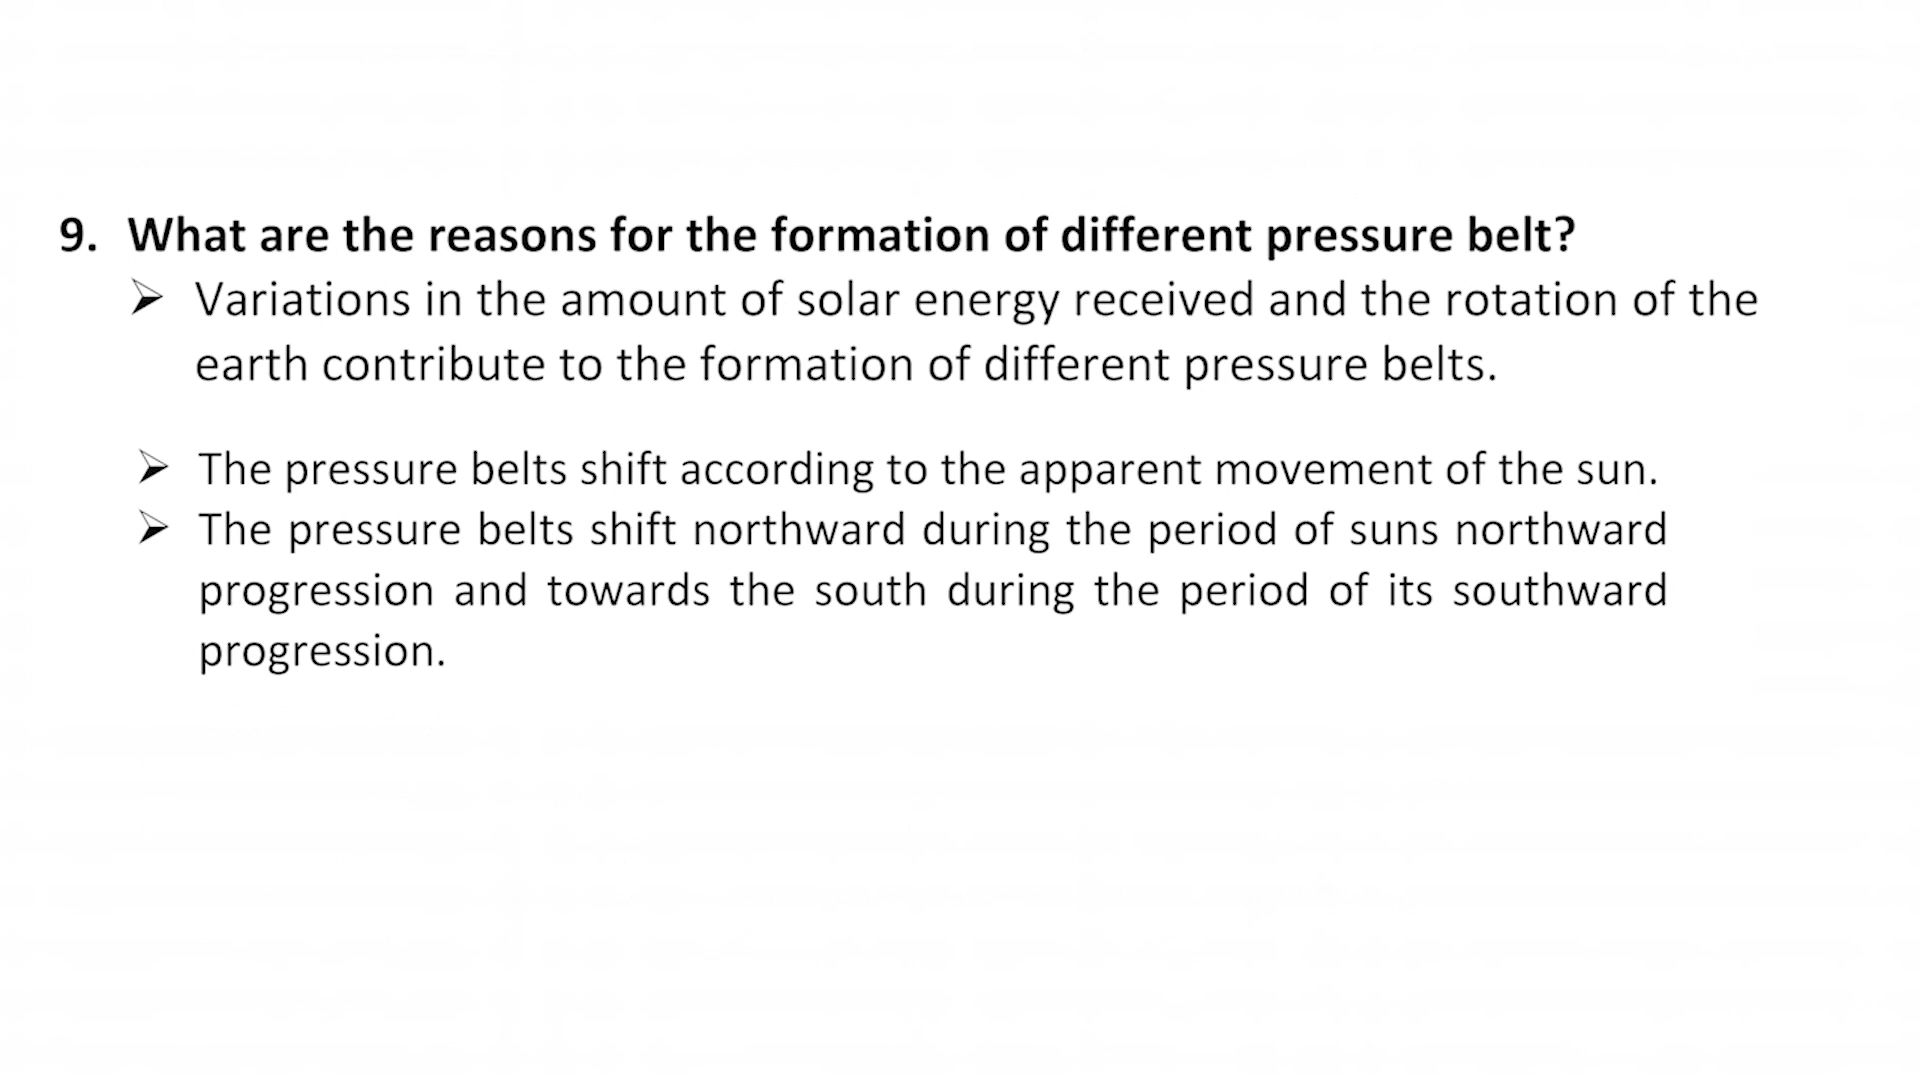 9. What are the reasons for the formation of different pressure belt?
➢ Variations in the amount of solar energy received and the rotation of the
earth contribute to the formation of different pressure belts.
➢ The pressure belts shift according to the apparent movement of the sun.
➢ The pressure belts shift northward during the period of suns northward
progression and towards the south during the period of its southward
progression.